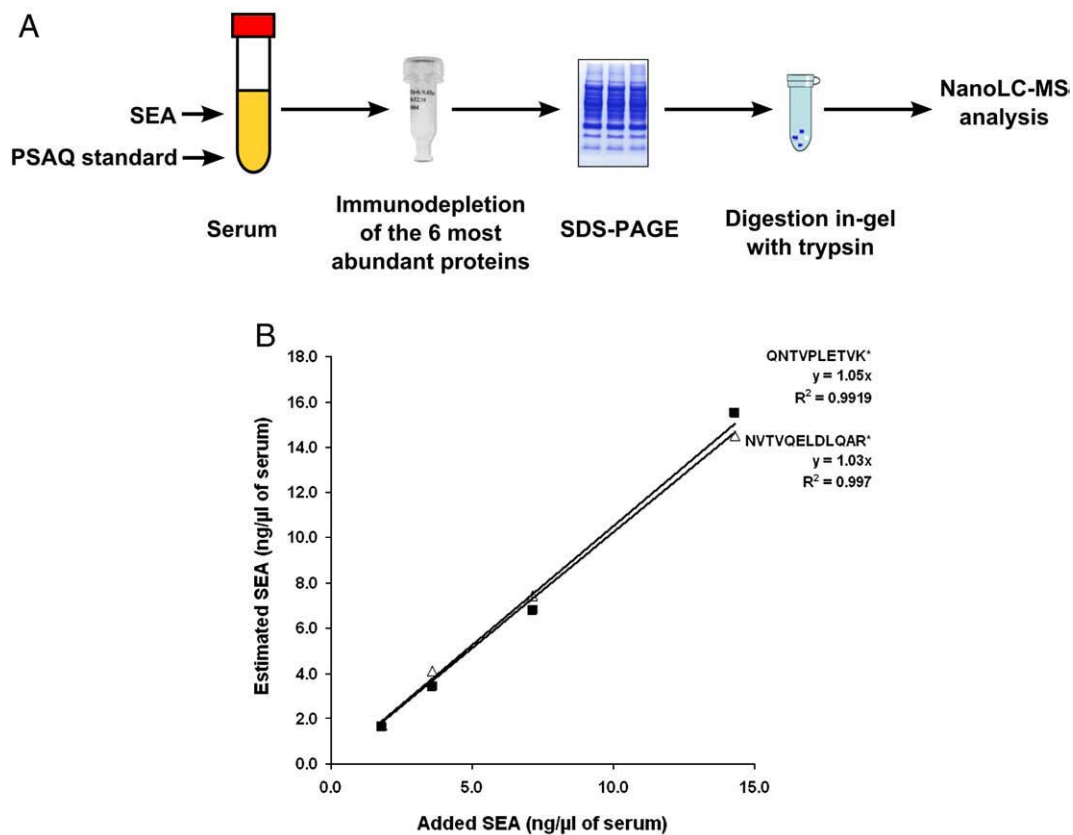 A
SEA
PSAQ standard
Serum
Immunodepletion
of the 6 most
abundant proteins
SDS-PAGE
Digestion in-gel
with trypsin
NanoLC-MS
analysis
B
Estimated SEA (ng/µl of serum)
18.0
16.0
14.0
12.0
10.0
8.0
6.0
4.0
2.0
0.0
QNTVPLETVK*
y = 1.05x
R² = 0.9919
NVTVQELDLQAR*
y = 1.03x
R² = 0.997
0.0 5.0 10.0 15.0
Added SEA (ng/µl of serum)